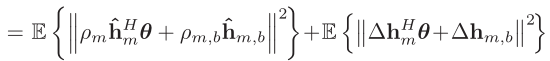 = 𝔼 { ‖ ρ_m ĥ_m^H θ + ρ_{m,b} ĥ_{m,b} ‖^2 } + 𝔼 { ‖ Δh_m^H θ + Δh_{m,b} ‖^2 }